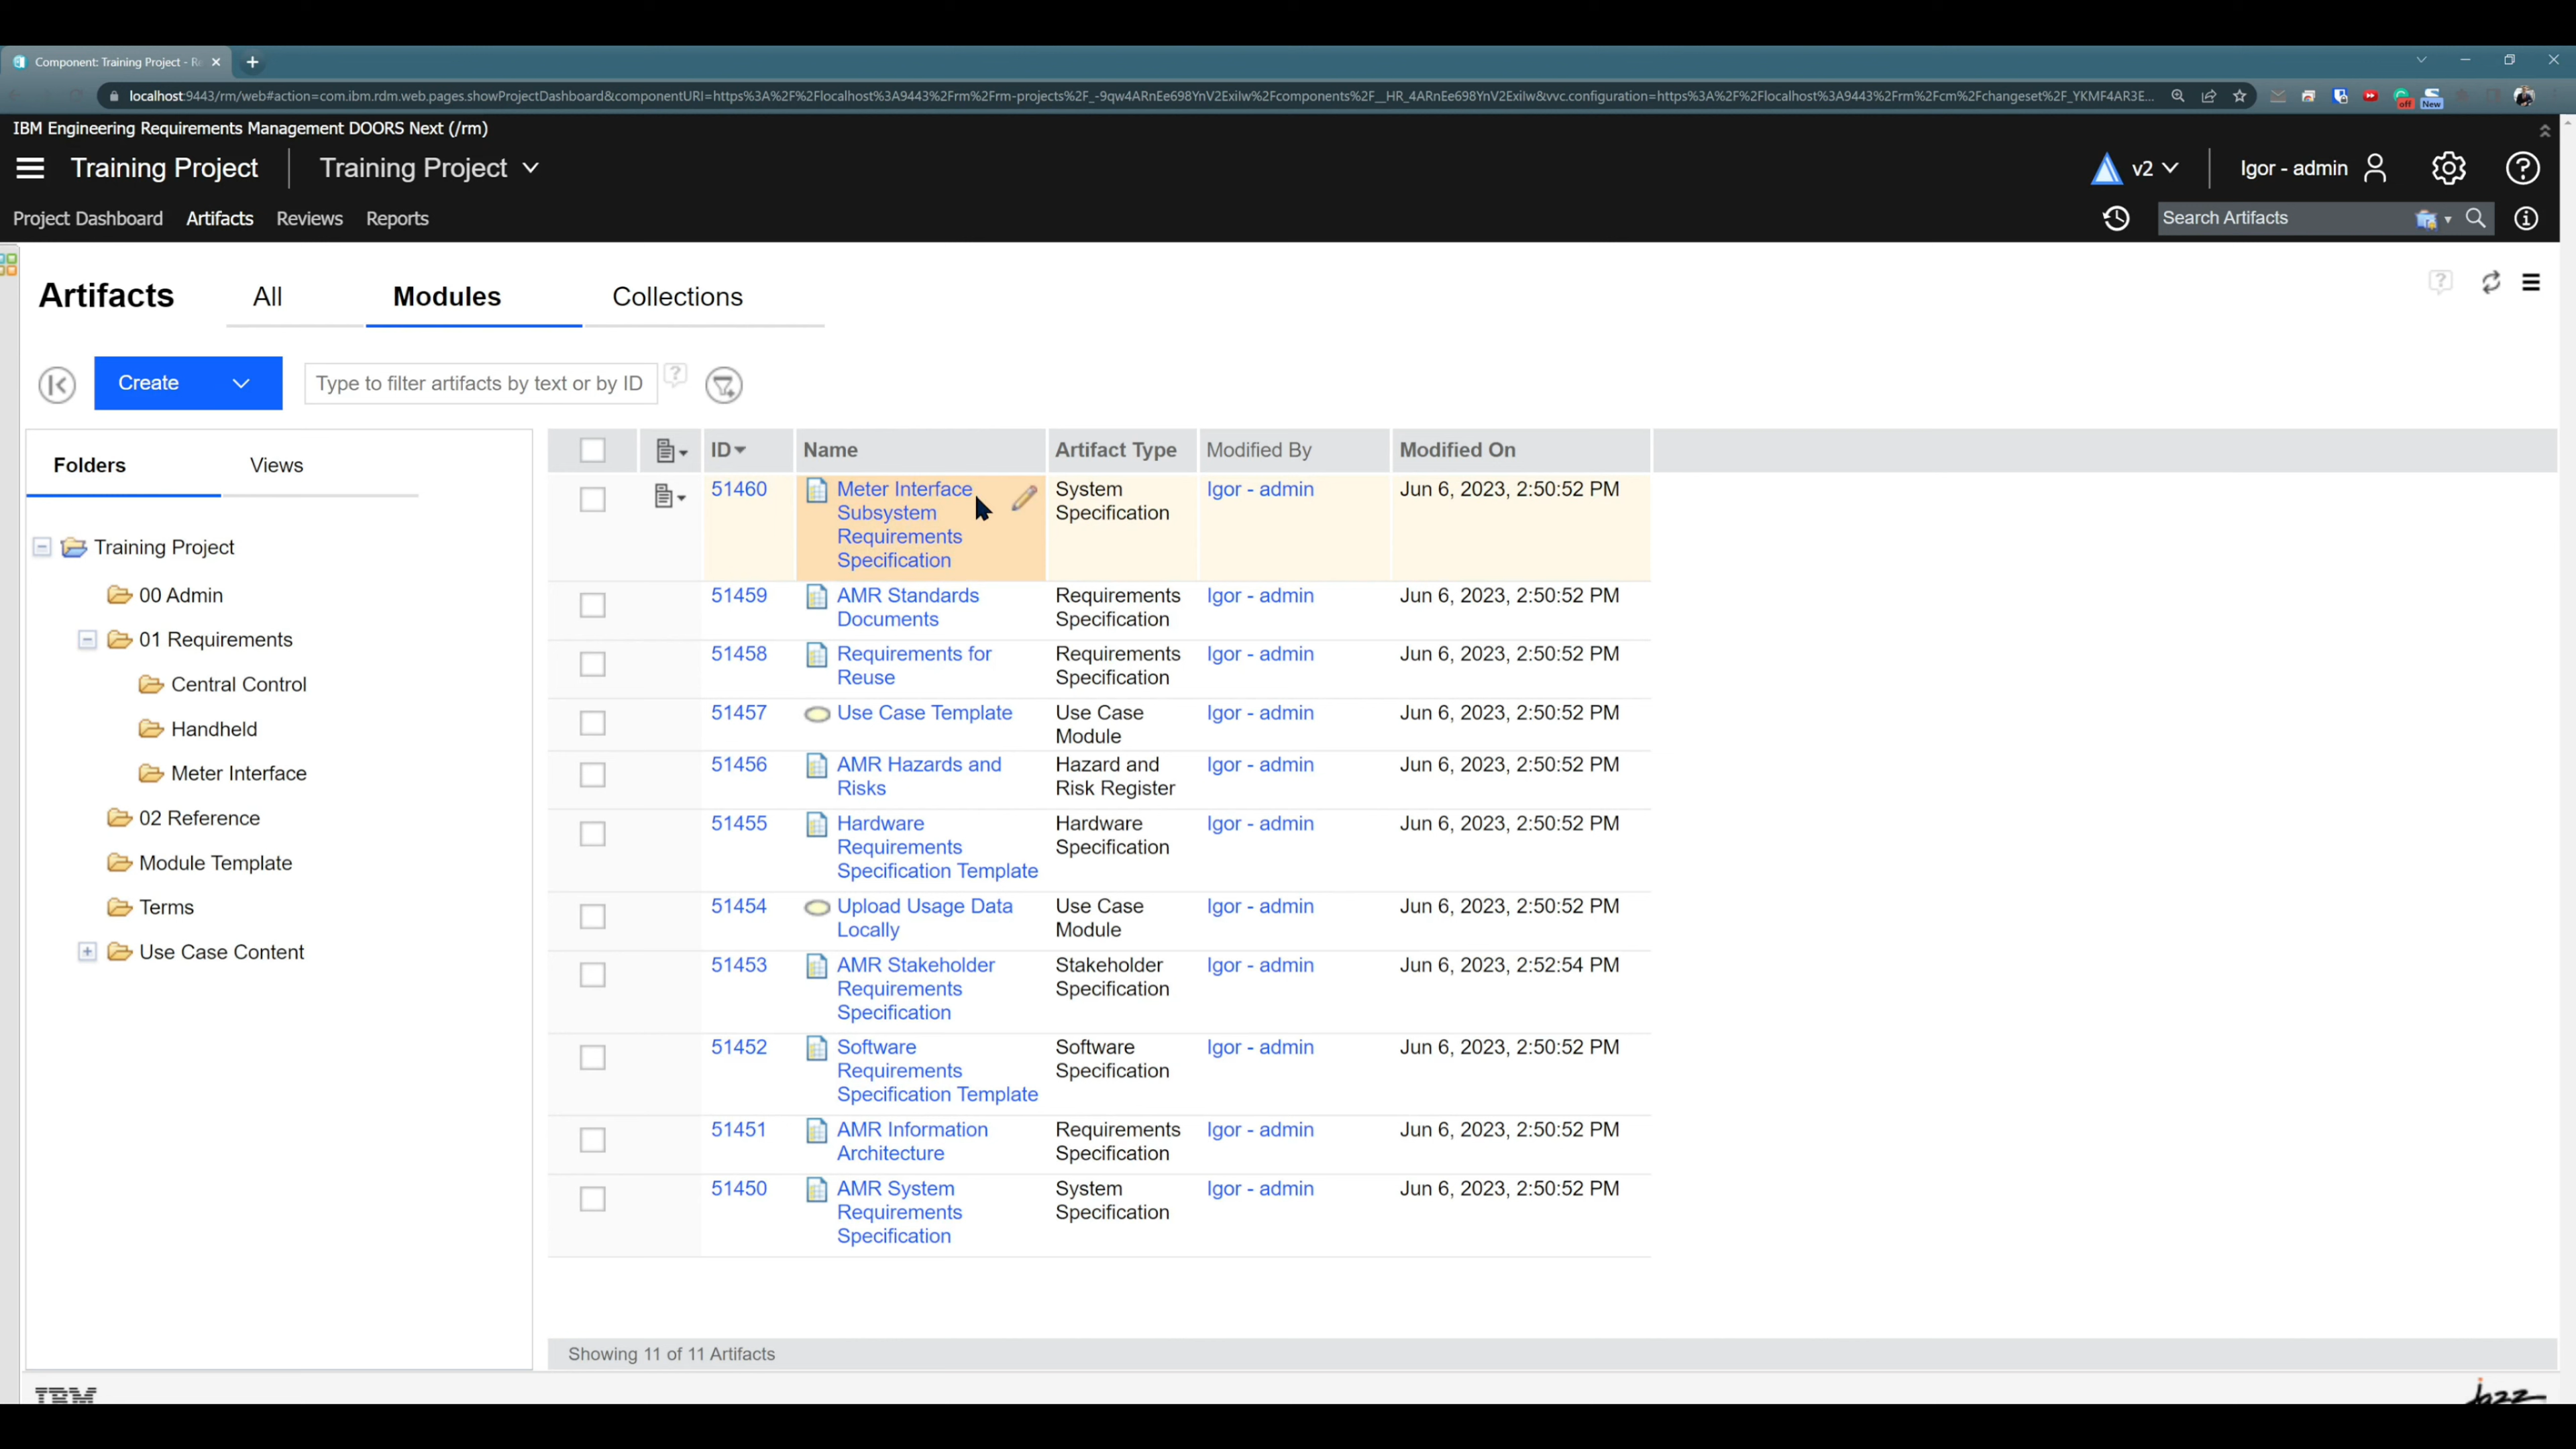 Component: Training Project - R
localhost:9443/rm/web#action=com.ibm.rdm.web.pages.showProjectDashboard&componentURI=https%3A%2F%2Flocalhost%3A9443%2Frm%2Frm-projects%2F_-9qw4ARnEe698YnV2Exilw%2Fcomponents%2F__HR_4ARnEe698YnV2Exilw&vvc.configuration=https%3A%2F%2Flocalhost%3A9443%2Frm%2Fcm%2Fchangeset%2F_YKMF4AR3E...
off New
IBM Engineering Requirements Management DOORS Next (/rm)
Training Project Training Project v2 Igor - admin
Project Dashboard Artifacts Reviews Reports Search Artifacts
Artifacts All Modules Collections
Create Type to filter artifacts by text or by ID
Folders Views
Training Project
00 Admin
01 Requirements
Central Control
Handheld
Meter Interface
02 Reference
Module Template
Terms
Use Case Content
ID Name Artifact Type Modified By Modified On
51460 Meter Interface System Igor - admin Jun 6, 2023, 2:50:52 PM
Subsystem Specification
Requirements
Specification
51459 AMR Standards Requirements Igor - admin Jun 6, 2023, 2:50:52 PM
Documents Specification
51458 Requirements for Requirements Igor - admin Jun 6, 2023, 2:50:52 PM
Reuse Specification
51457 Use Case Template Use Case Igor - admin Jun 6, 2023, 2:50:52 PM
Module
51456 AMR Hazards and Hazard and Igor - admin Jun 6, 2023, 2:50:52 PM
Risks Risk Register
51455 Hardware Hardware Igor - admin Jun 6, 2023, 2:50:52 PM
Requirements Specification
Specification Template
51454 Upload Usage Data Use Case Igor - admin Jun 6, 2023, 2:50:52 PM
Locally Module
51453 AMR Stakeholder Stakeholder Igor - admin Jun 6, 2023, 2:52:54 PM
Requirements Specification
Specification
51452 Software Software Igor - admin Jun 6, 2023, 2:50:52 PM
Requirements Specification
Specification Template
51451 AMR Information Requirements Igor - admin Jun 6, 2023, 2:50:52 PM
Architecture Specification
51450 AMR System System Igor - admin Jun 6, 2023, 2:50:52 PM
Requirements Specification
Specification
Showing 11 of 11 Artifacts
IBM jazz